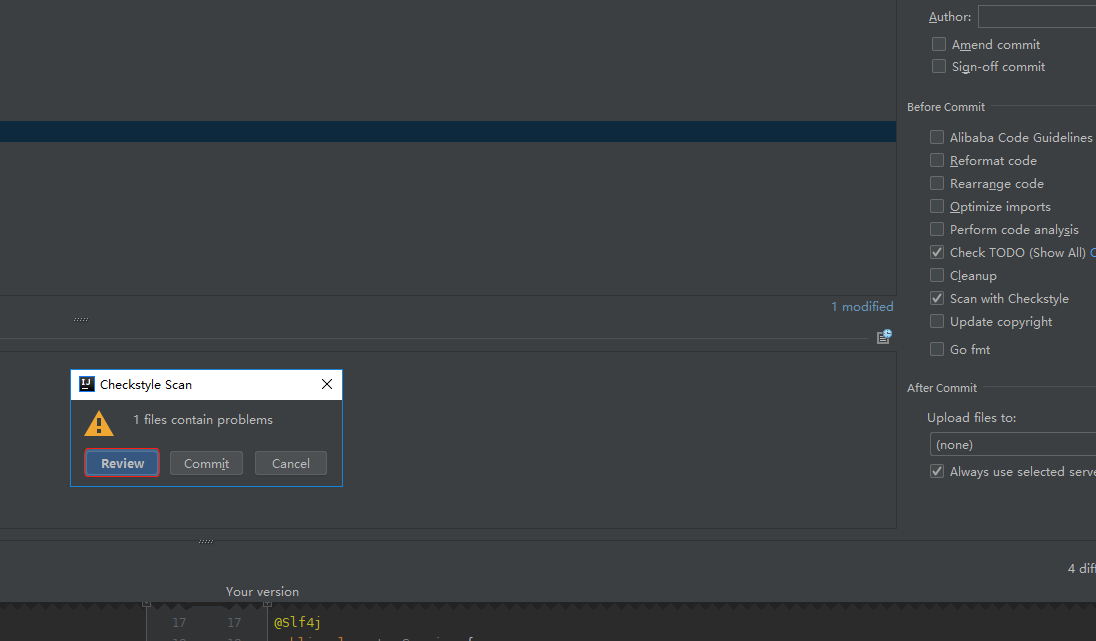 Author:
Amend commit
Sign-off commit
Before Commit
Alibaba Code Guidelines
Reformat code
Rearrange code
Optimize imports
Perform code analysis
Check TODO (Show All)
Cleanup
1 modified
Scan with Checkstyle
Update copyright
Go fmt
IJ Checkstyle Scan
After Commit
1 files contain problems
Upload files to:
(none)
Review Commit Cancel
Always use selected serve
4 diff
Your version
17 17 @Slf4j